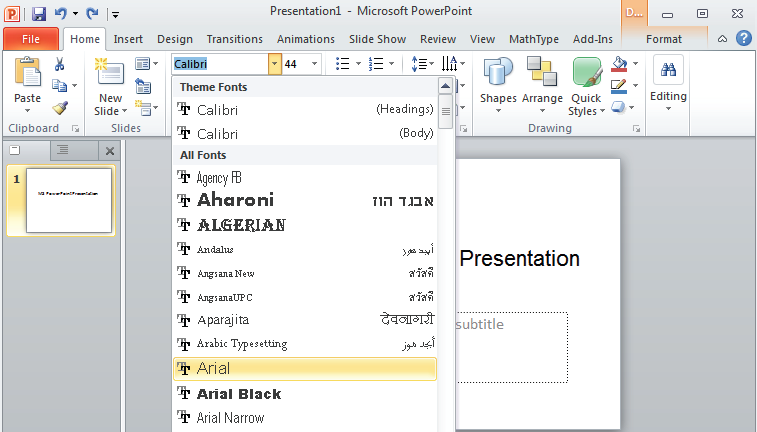 Presentation1 - Microsoft PowerPoint
D...
File Home Insert Design Transitions Animations Slide Show Review View MathType Add-Ins Format
Calibri 44
Paste
New
Slide
Shapes Arrange Quick
Styles
Editing
Clipboard Slides Drawing
Theme Fonts
Calibri (Headings)
Calibri (Body)
All Fonts
Agency FB
Aharoni אבגד הוז
ALGERIAN
Andalus أبجد هوز
Angsana New สวัสดี
AngsanaUPC สวัสดี
Aparajita देवनागरी
Arabic Typesetting أبجد هوز
Arial
Arial Black
Arial Narrow
1
MS PowerPoint Presentation
Presentation
subtitle